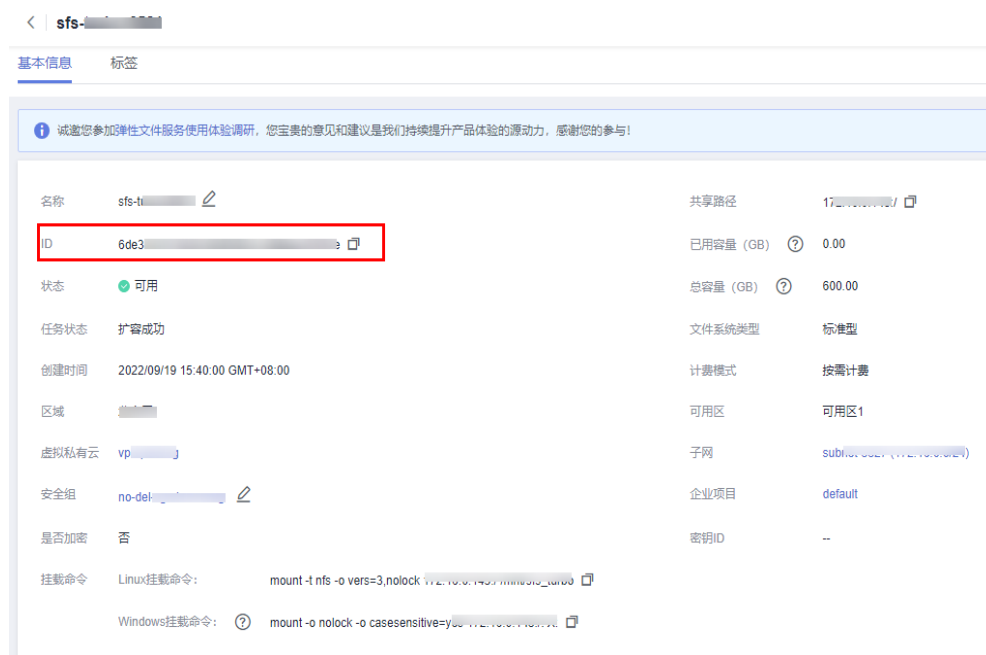 sfs-
基本信息 标签
诚邀您参加弹性文件服务使用体验调研，您宝贵的意见和建议是我们持续提升产品体验的源动力，感谢您的参与！
名称 sfs-t 共享路径 17 /
ID 6de3 e 已用容量（GB） ? 0.00
状态 可用 总容量（GB） ? 600.00
任务状态 扩容成功 文件系统类型 标准型
创建时间 2022/09/19 15:40:00 GMT+08:00 计费模式 按需计费
区域 可用区 可用区1
虚拟私有云 vp 子网
安全组 no-del 企业项目 default
是否加密 否 密钥ID --
挂载命令 Linux挂载命令： mount -t nfs -o vers=3,nolock
Windows挂载命令： ? mount -o nolock -o casesensitive=y